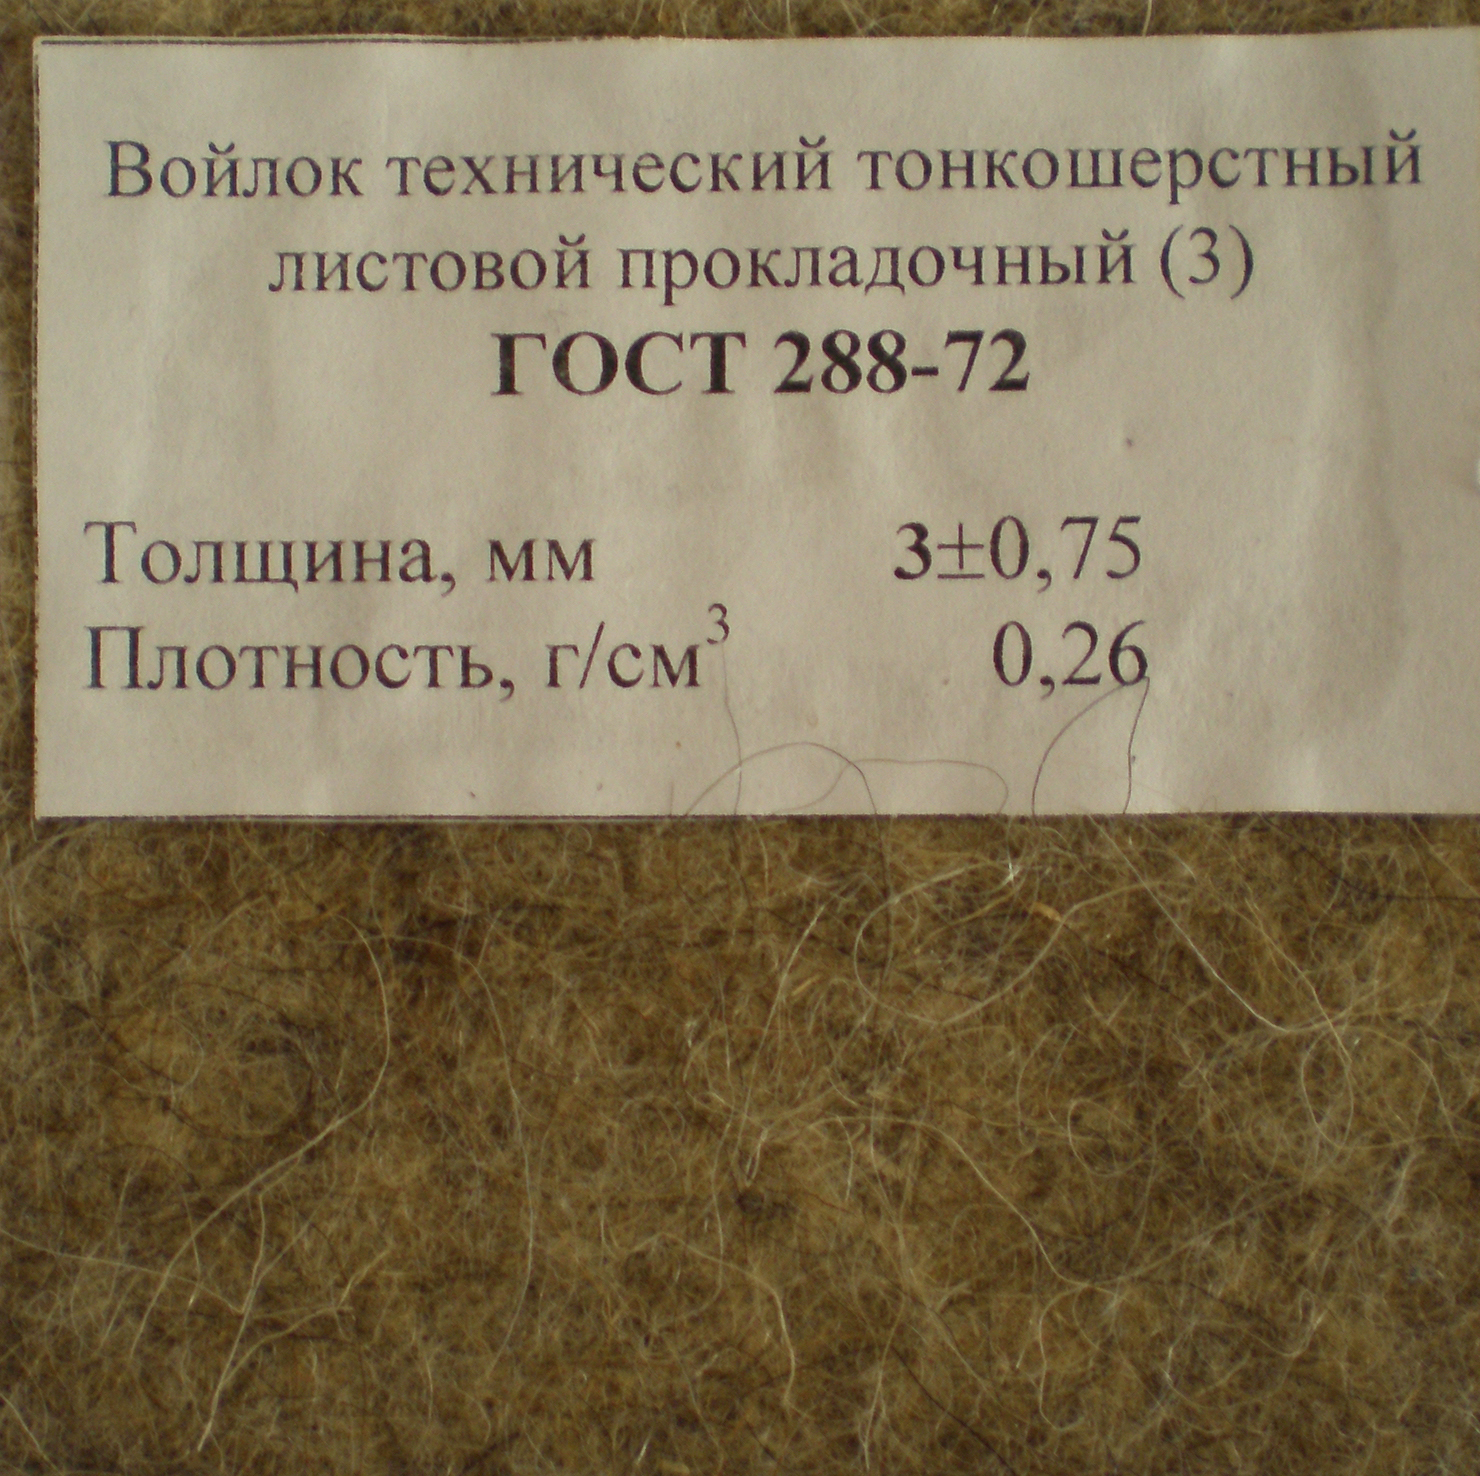 Войлок технический тонкошерстный
листовой прокладочный (3)
ГОСТ 288-72
Толщина, мм 3±0,75
Плотность, г/см³ 0,26